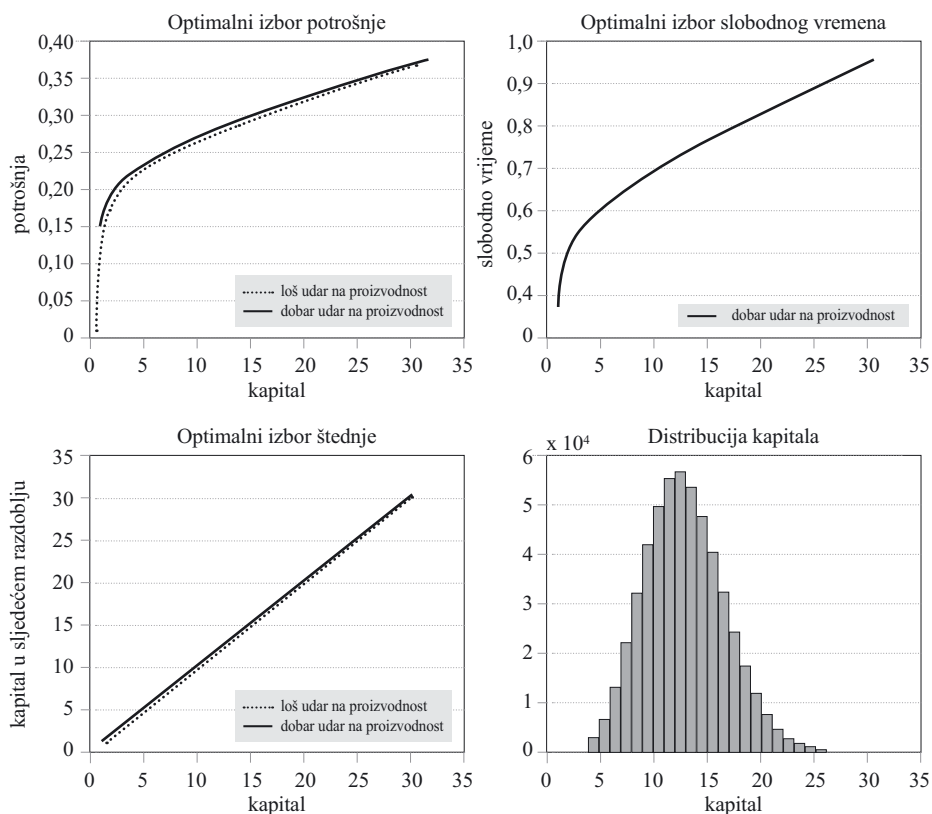 Optimalni izbor potrošnje
0,40
0,35
0,30
0,25
0,20
0,15
0,10
0,05
0
potrošnja
loš udar na proizvodnost
dobar udar na proizvodnost
0 5 10 15 20 25 30 35
kapital
Optimalni izbor slobodnog vremena
1,0
0,9
0,8
0,7
0,6
0,5
0,4
0
slobodno vrijeme
dobar udar na proizvodnost
0 5 10 15 20 25 30 35
kapital
Optimalni izbor štednje
35
30
25
20
15
10
5
0
kapital u sljedećem razdoblju
loš udar na proizvodnost
dobar udar na proizvodnost
0 5 10 15 20 25 30 35
kapital
Distribucija kapitala
x 10⁴
6
5
4
3
2
1
0
0 5 10 15 20 25 30 35
kapital